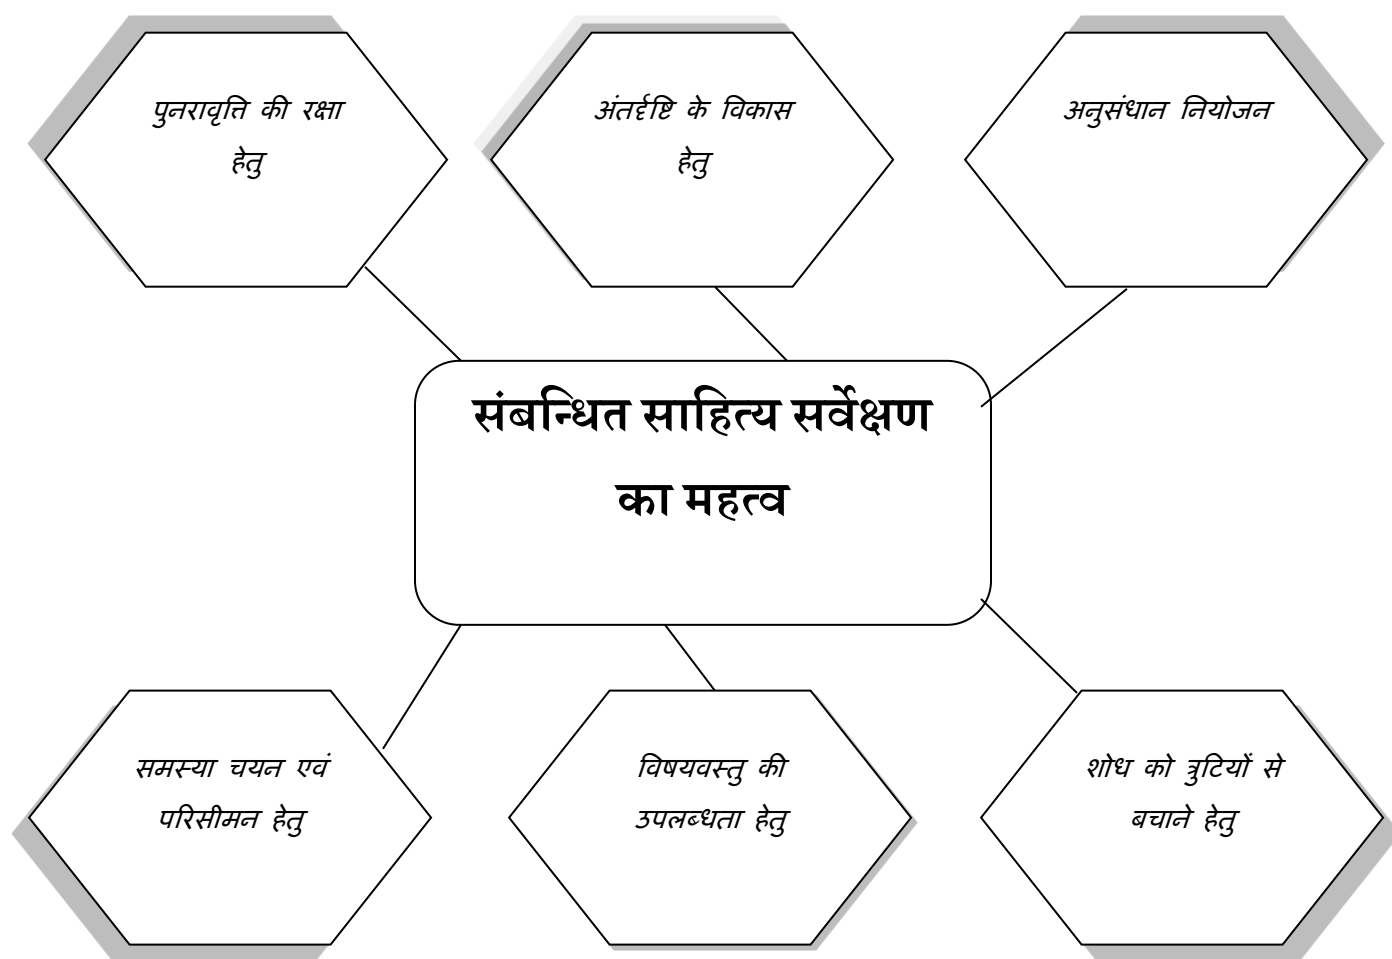 पुनरावृत्ति की रक्षा
हेतु
अंतर्दृष्टि के विकास
हेतु
अनुसंधान नियोजन
संबन्धित साहित्य सर्वेक्षण
का महत्व
समस्या चयन एवं
परिसीमन हेतु
विषयवस्तु की
उपलब्धता हेतु
शोध को त्रुटियों से
बचाने हेतु